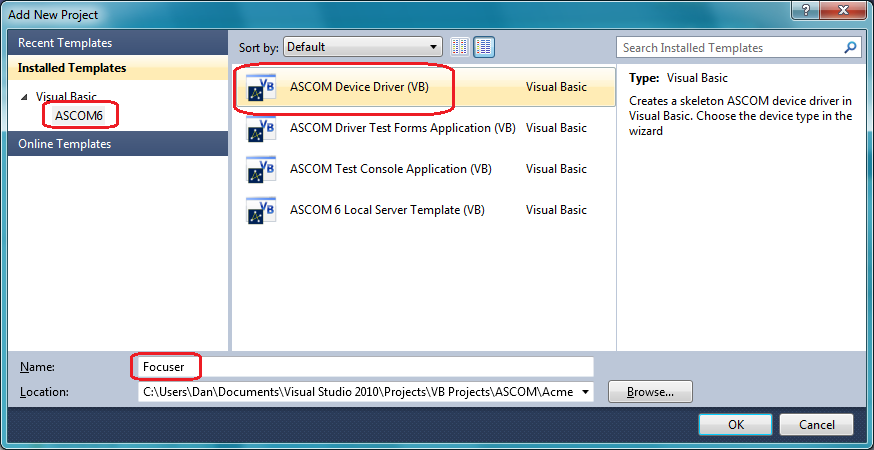 Add New Project
Recent Templates
Installed Templates
Visual Basic
ASCOM6
Online Templates
Sort by: Default
Search Installed Templates
ASCOM Device Driver (VB) Visual Basic
ASCOM Driver Test Forms Application (VB) Visual Basic
ASCOM Test Console Application (VB) Visual Basic
ASCOM 6 Local Server Template (VB) Visual Basic
Type: Visual Basic
Creates a skeleton ASCOM device driver in
Visual Basic. Choose the device type in the
wizard
Name: Focuser
Location: C:\Users\Dan\Documents\Visual Studio 2010\Projects\VB Projects\ASCOM\Acme Browse...
OK Cancel